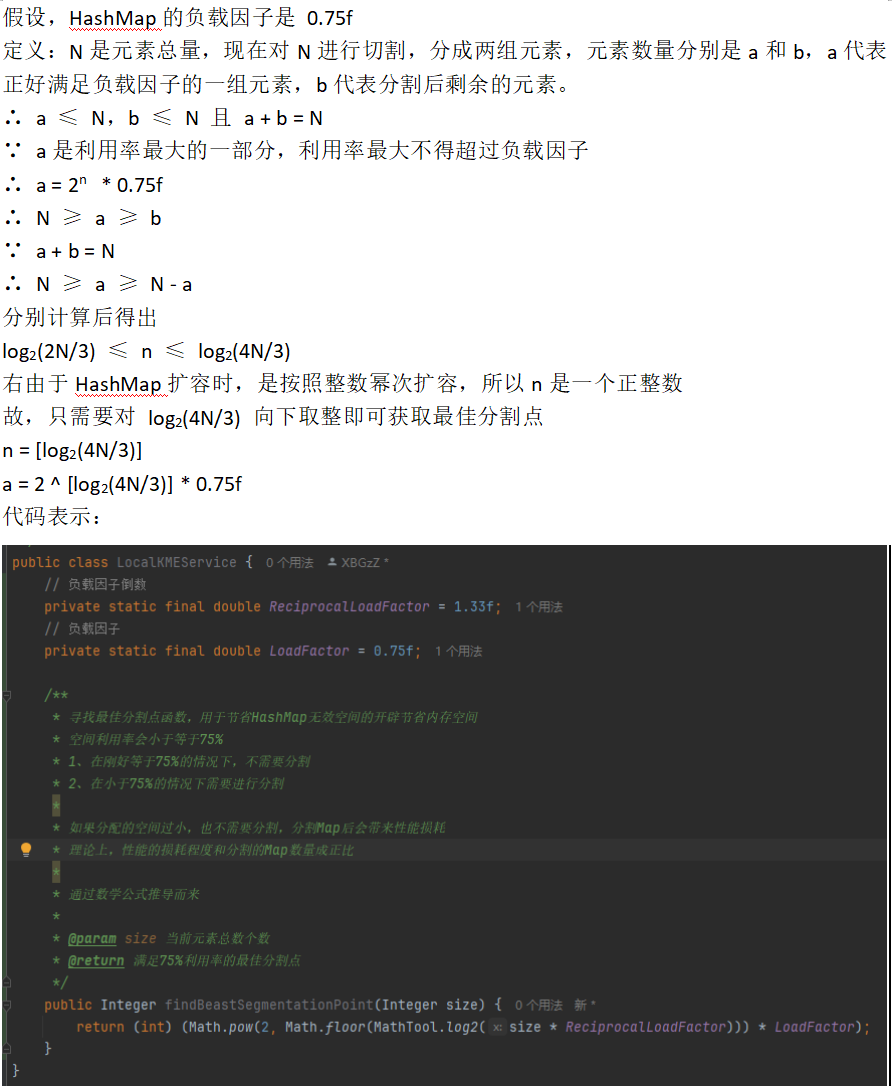 假设，HashMap 的负载因子是 0.75f
定义：N 是元素总量，现在对 N 进行切割，分成两组元素，元素数量分别是 a 和 b，a 代表
正好满足负载因子的一组元素，b 代表分割后剩余的元素。
∴ a ≤ N，b ≤ N 且 a + b = N
∵ a 是利用率最大的一部分，利用率最大不得超过负载因子
∴ a = 2ⁿ * 0.75f
∴ N ≥ a ≥ b
∵ a + b = N
∴ N ≥ a ≥ N - a
分别计算后得出
log₂(2N/3) ≤ n ≤ log₂(4N/3)
右由于 HashMap 扩容时，是按照整数幂次扩容，所以 n 是一个正整数
故，只需要对 log₂(4N/3) 向下取整即可获取最佳分割点
n = [log₂(4N/3)]
a = 2 ^ [log₂(4N/3)] * 0.75f
代码表示：
public class LocalKMEService { 0 个用法 XBGzZ *
// 负载因子倒数
private static final double ReciprocalLoadFactor = 1.33f; 1 个用法
// 负载因子
private static final double LoadFactor = 0.75f; 1 个用法
/**
* 寻找最佳分割点函数，用于节省HashMap无效空间的开辟节省内存空间
* 空间利用率会小于等于75%
* 1、在刚好等于75%的情况下，不需要分割
* 2、在小于75%的情况下需要进行分割
*
* 如果分配的空间过小，也不需要分割，分割Map后会带来性能损耗
* 理论上，性能的损耗程度和分割的Map数量成正比
*
* 通过数学公式推导而来
*
* @param size 当前元素总数个数
* @return 满足75%利用率的最佳分割点
*/
public Integer findBeastSegmentationPoint(Integer size) { 0 个用法 新 *
return (int) (Math.pow(2, Math.floor(MathTool.log2( x: size * ReciprocalLoadFactor))) * LoadFactor);
}
}